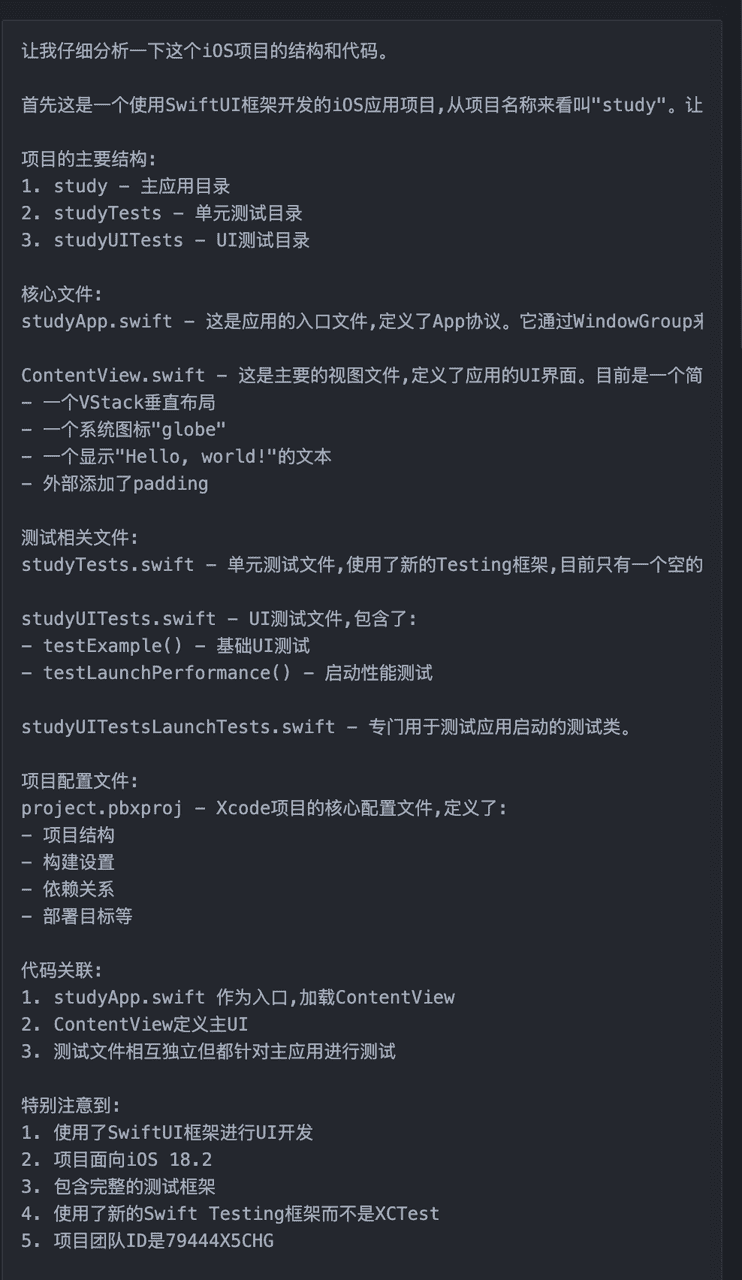 让我仔细分析一下这个iOS项目的结构和代码。
首先这是一个使用SwiftUI框架开发的iOS应用项目,从项目名称来看叫"study"。让
项目的主要结构:
1. study - 主应用目录
2. studyTests - 单元测试目录
3. studyUITests - UI测试目录
核心文件:
studyApp.swift - 这是应用的入口文件,定义了App协议。它通过WindowGroup来
ContentView.swift - 这是主要的视图文件,定义了应用的UI界面。目前是一个简
- 一个VStack垂直布局
- 一个系统图标"globe"
- 一个显示"Hello, world!"的文本
- 外部添加了padding
测试相关文件:
studyTests.swift - 单元测试文件,使用了新的Testing框架,目前只有一个空的
studyUITests.swift - UI测试文件,包含了:
- testExample() - 基础UI测试
- testLaunchPerformance() - 启动性能测试
studyUITestsLaunchTests.swift - 专门用于测试应用启动的测试类。
项目配置文件:
project.pbxproj - Xcode项目的核心配置文件,定义了:
- 项目结构
- 构建设置
- 依赖关系
- 部署目标等
代码关联:
1. studyApp.swift 作为入口,加载ContentView
2. ContentView定义主UI
3. 测试文件相互独立但都针对主应用进行测试
特别注意到:
1. 使用了SwiftUI框架进行UI开发
2. 项目面向iOS 18.2
3. 包含完整的测试框架
4. 使用了新的Swift Testing框架而不是XCTest
5. 项目团队ID是79444X5CHG